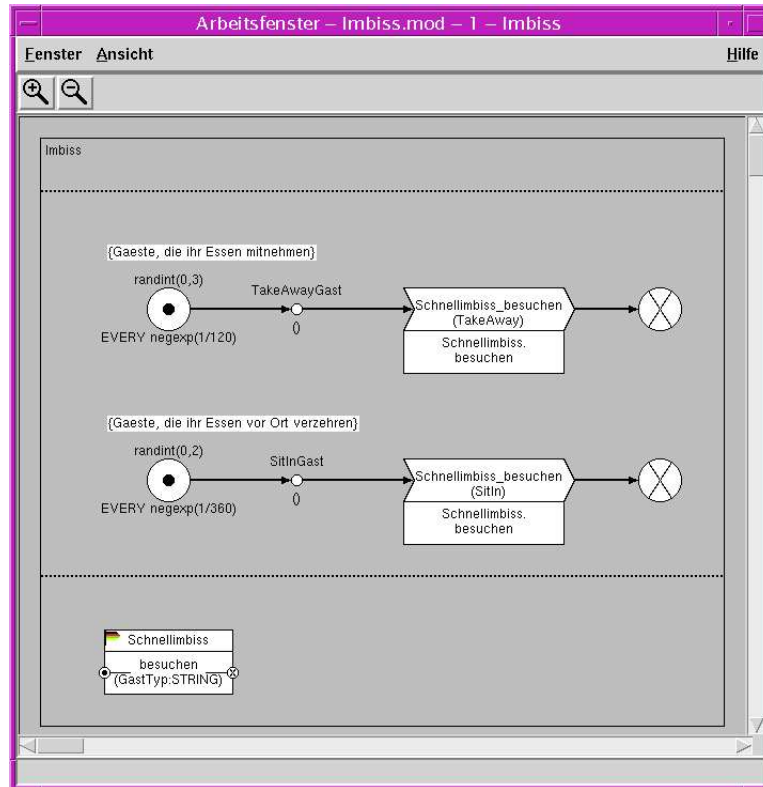 Arbeitsfenster – Imbiss.mod – 1 – Imbiss
Fenster Ansicht Hilfe
Imbiss
{Gaeste, die ihr Essen mitnehmen}
randint(0,3)
TakeAwayGast
Schnellimbiss_besuchen
(TakeAway)
()
EVERY negexp(1/120)
Schnellimbiss.
besuchen
{Gaeste, die ihr Essen vor Ort verzehren}
randint(0,2)
SitInGast
Schnellimbiss_besuchen
(SitIn)
()
EVERY negexp(1/360)
Schnellimbiss.
besuchen
Schnellimbiss
besuchen
(GastTyp:STRING)